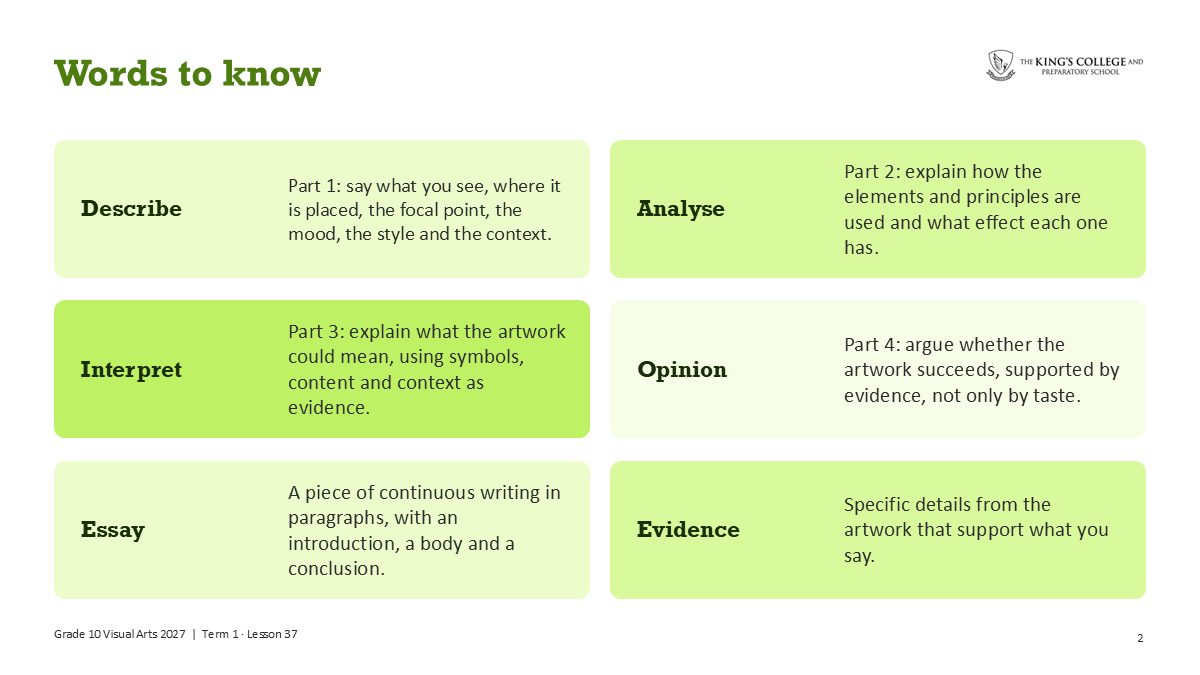 Words to know
THE KING'S COLLEGE AND
PREPARATORY SCHOOL
Describe
Part 1: say what you see, where it
is placed, the focal point, the
mood, the style and the context.
Analyse
Part 2: explain how the
elements and principles are
used and what effect each one
has.
Interpret
Part 3: explain what the artwork
could mean, using symbols,
content and context as
evidence.
Opinion
Part 4: argue whether the
artwork succeeds, supported by
evidence, not only by taste.
Essay
A piece of continuous writing in
paragraphs, with an
introduction, a body and a
conclusion.
Evidence
Specific details from the
artwork that support what you
say.
Grade 10 Visual Arts 2027 | Term 1 · Lesson 37
2